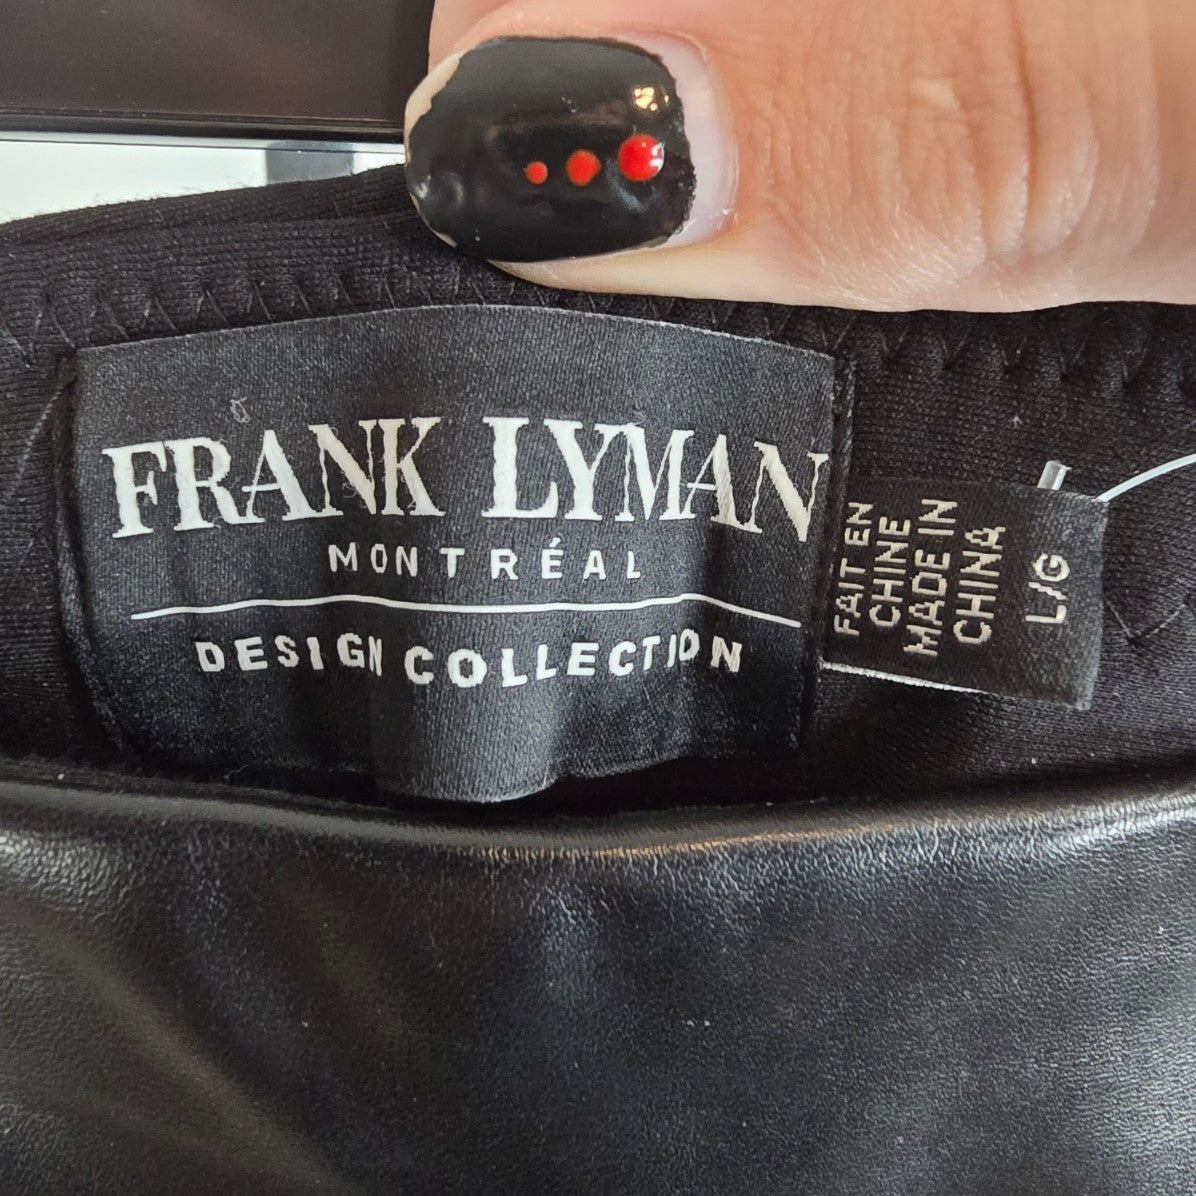 FRANK LYMAN
MONTRÉAL
DESIGN COLLECTION
FAIT EN
CHINE
MADE IN
CHINA
L/G